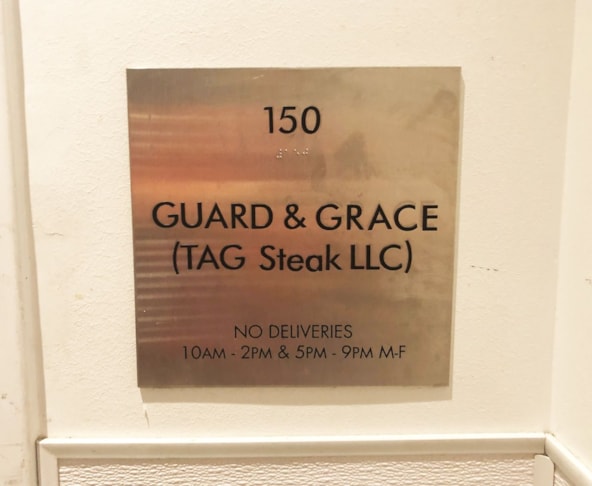 150
GUARD & GRACE
(TAG Steak LLC)
NO DELIVERIES
10AM - 2PM & 5PM - 9PM M-F